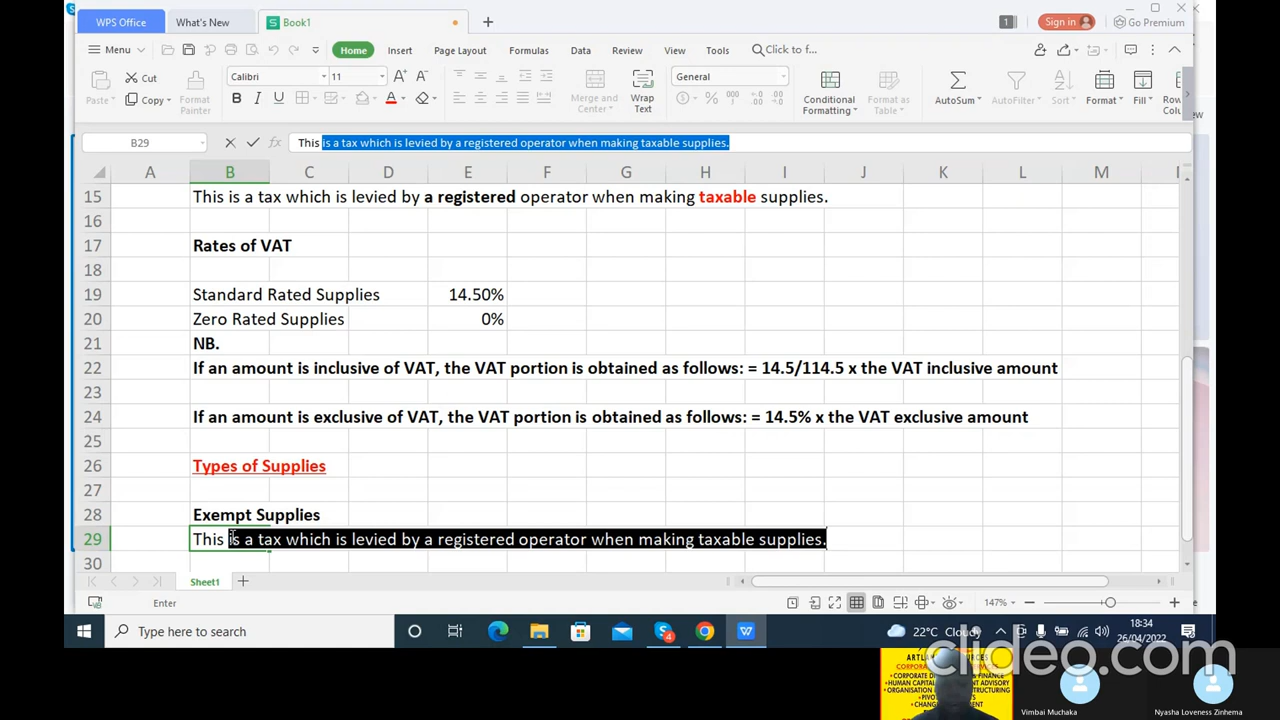 WPS Office
What's New
Book1
1
Sign in
Go Premium
Menu
Home
Insert
Page Layout
Formulas
Data
Review
View
Tools
Click to f...
Cut
Paste
Copy
Format Painter
Calibri
11
B I U
Merge and Center
Wrap Text
General
Conditional Formatting
Format as Table
AutoSum
AutoFilter
Sort
Format
Fill
Row Colu
B29
This is a tax which is levied by a registered operator when making taxable supplies.
A B C D E F G H I J K L M
15 This is a tax which is levied by a registered operator when making taxable supplies.
16
17 Rates of VAT
18
19 Standard Rated Supplies 14.50%
20 Zero Rated Supplies 0%
21 NB.
22 If an amount is inclusive of VAT, the VAT portion is obtained as follows: = 14.5/114.5 x the VAT inclusive amount
23
24 If an amount is exclusive of VAT, the VAT portion is obtained as follows: = 14.5% x the VAT exclusive amount
25
26 Types of Supplies
27
28 Exempt Supplies
29 This is a tax which is levied by a registered operator when making taxable supplies.
30
Sheet1
Enter
147%
Type here to search
4
22°C Cloudy
18:34
26/04/2022
clideo.com
Vimbai Muchaka
Nyasha Loveness Zinhema